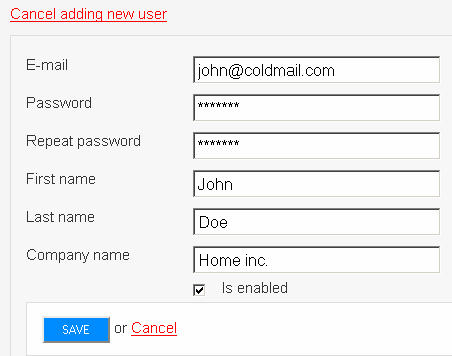 Cancel adding new user
E-mail john@coldmail.com
Password *******
Repeat password *******
First name John
Last name Doe
Company name Home inc.
Is enabled
SAVE or Cancel